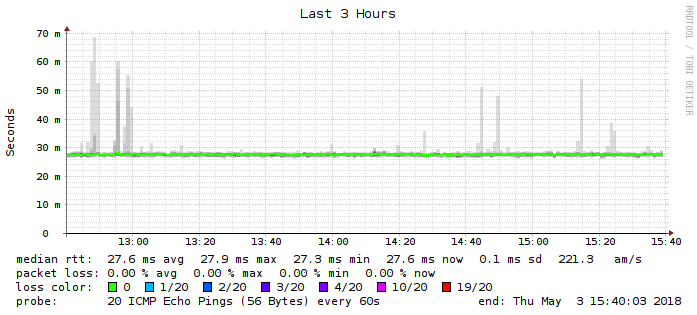 Last 3 Hours
RRDTOOL / TOBI OETIKER
Seconds
70 m
60 m
50 m
40 m
30 m
20 m
10 m
0
13:00 13:20 13:40 14:00 14:20 14:40 15:00 15:20 15:40
median rtt: 27.6 ms avg 27.9 ms max 27.3 ms min 27.6 ms now 0.1 ms sd 221.3 am/s
packet loss: 0.00 % avg 0.00 % max 0.00 % min 0.00 % now
loss color: 0 1/20 2/20 3/20 4/20 10/20 19/20
probe: 20 ICMP Echo Pings (56 Bytes) every 60s end: Thu May 3 15:40:03 2018